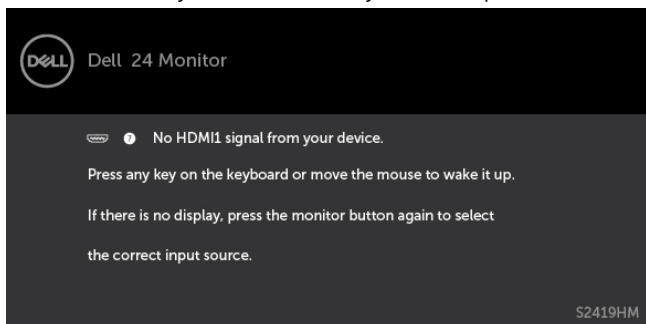 DELL
Dell 24 Monitor
? No HDMI1 signal from your device.
Press any key on the keyboard or move the mouse to wake it up.
If there is no display, press the monitor button again to select
the correct input source.
S2419HM